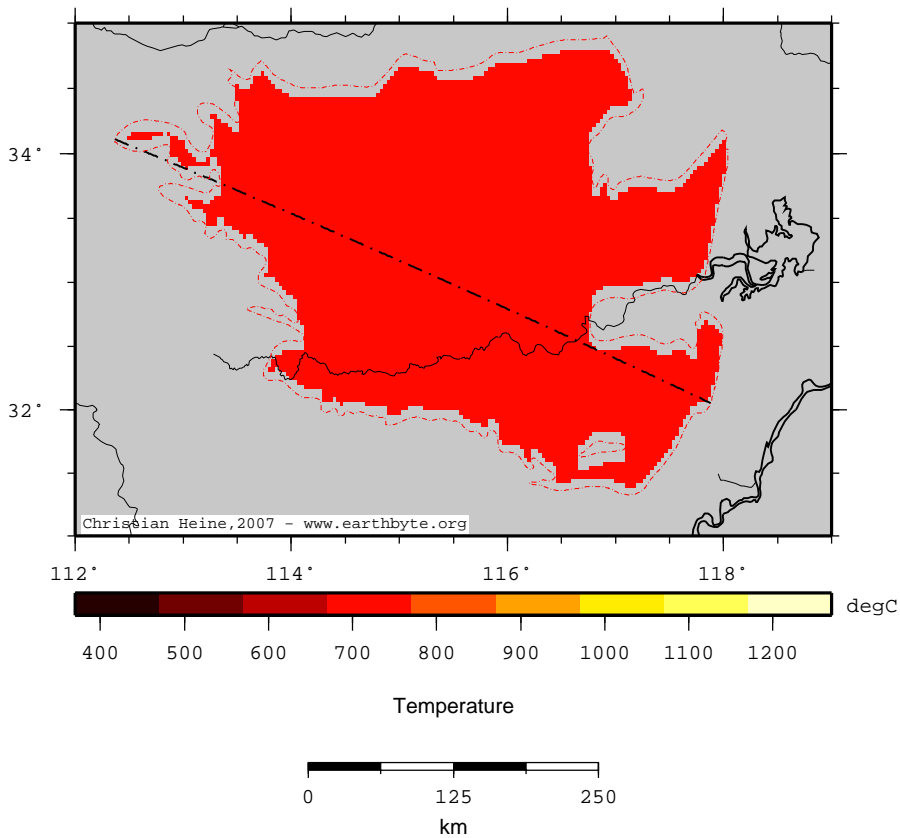 34°
32°
Christian Heine,2007 - www.earthbyte.org
112° 114° 116° 118°
degC
400 500 600 700 800 900 1000 1100 1200
Temperature
0 125 250
km